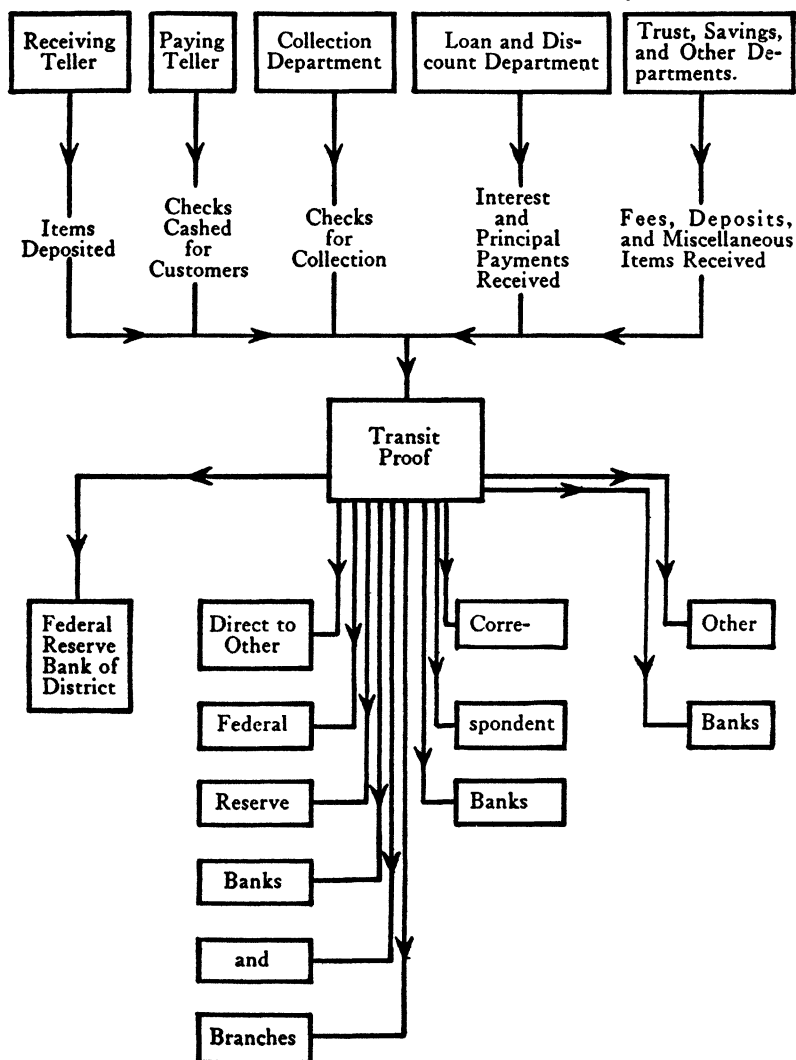 Receiving
Teller
Paying
Teller
Collection
Department
Loan and Dis-
count Department
Trust, Savings,
and Other De-
partments.
Items
Deposited
Checks
Cashed
for
Customers
Checks
for
Collection
Interest
and
Principal
Payments
Received
Fees, Deposits,
and Miscellaneous
Items Received
Transit
Proof
Federal
Reserve
Bank of
District
Direct to
Other
Federal
Reserve
Banks
and
Branches
Corre-
spondent
Banks
Other
Banks